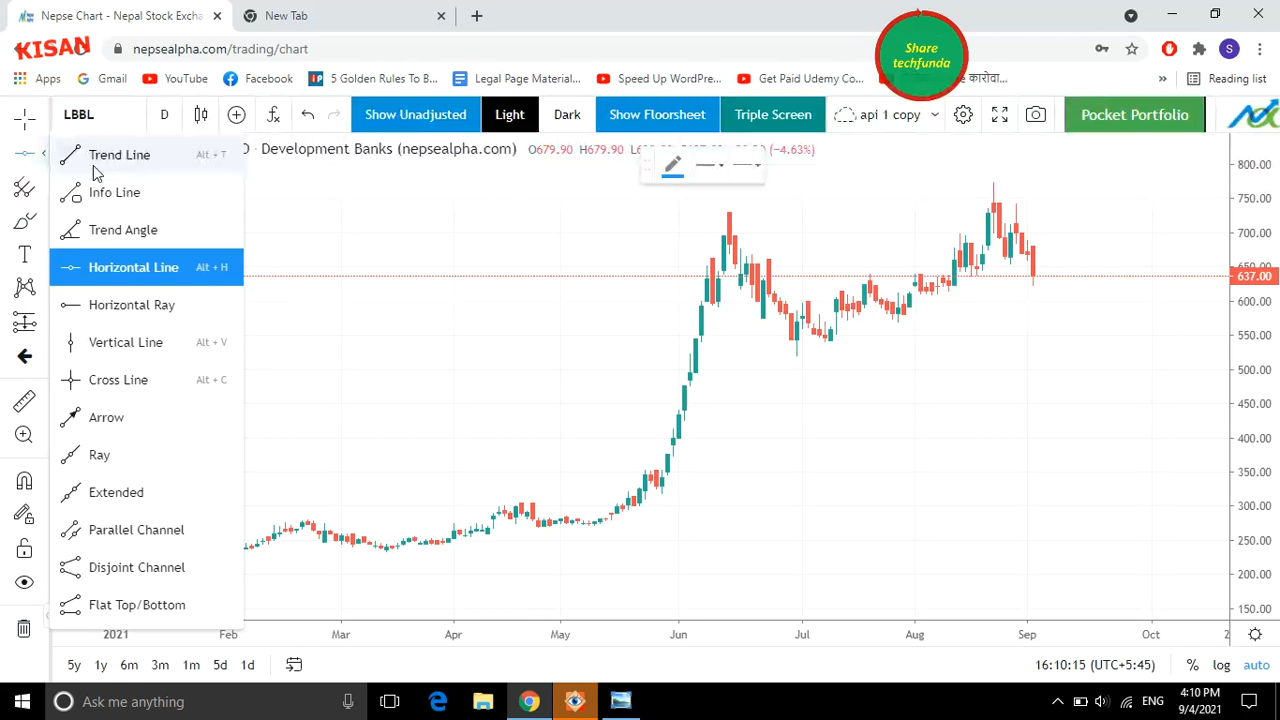 Nepse Chart - Nepal Stock Excha
New Tab
KISAN
nepsealpha.com/trading/chart
Share
techfunda
S
Apps
Gmail
YouTube
Facebook
5 Golden Rules To B...
Legal Page Material...
Speed Up WordPre...
Get Paid Udemy Co...
कारोवा...
»
Reading list
LBBL
D
Show Unadjusted
Light
Dark
Show Floorsheet
Triple Screen
api 1 copy
Pocket Portfolio
· Development Banks (nepsealpha.com)
O679.90 H679.90
(−4.63%)
Trend Line Alt + T
Info Line
Trend Angle
Horizontal Line Alt + H
Horizontal Ray
Vertical Line Alt + V
Cross Line Alt + C
Arrow
Ray
Extended
Parallel Channel
Disjoint Channel
Flat Top/Bottom
800.00
750.00
700.00
650.00
637.00
600.00
550.00
500.00
450.00
400.00
350.00
300.00
250.00
200.00
150.00
2021 Feb Mar Apr May Jun Jul Aug Sep Oct 2
5y 1y 6m 3m 1m 5d 1d
16:10:15 (UTC+5:45) % log auto
Ask me anything
ENG
4:10 PM
9/4/2021